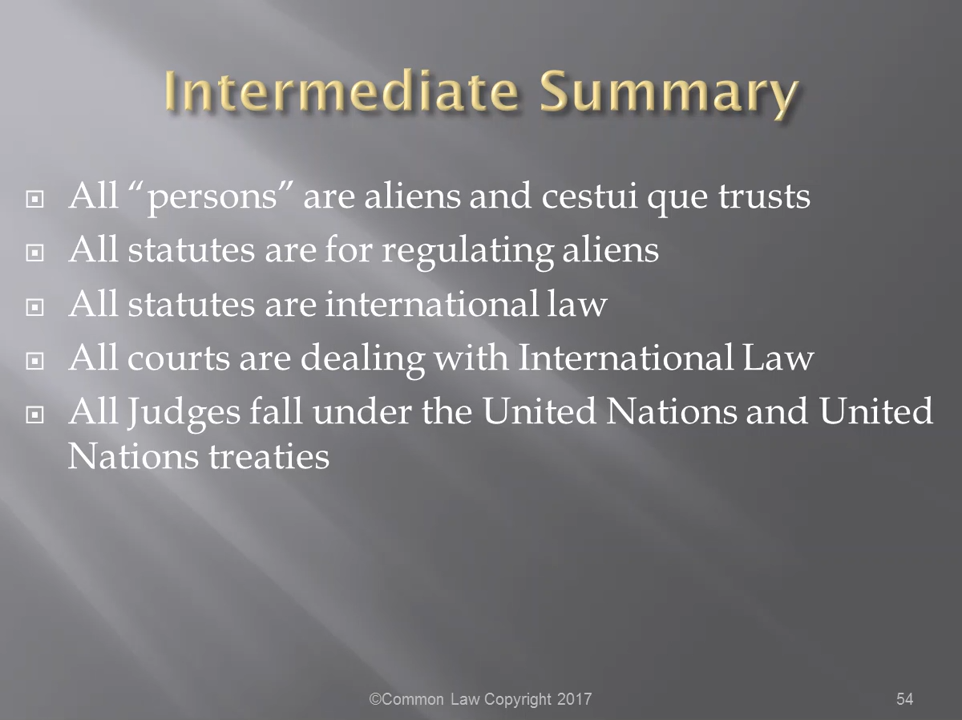 Intermediate Summary
All “persons” are aliens and cestui que trusts
All statutes are for regulating aliens
All statutes are international law
All courts are dealing with International Law
All Judges fall under the United Nations and United
Nations treaties
©Common Law Copyright 2017
54